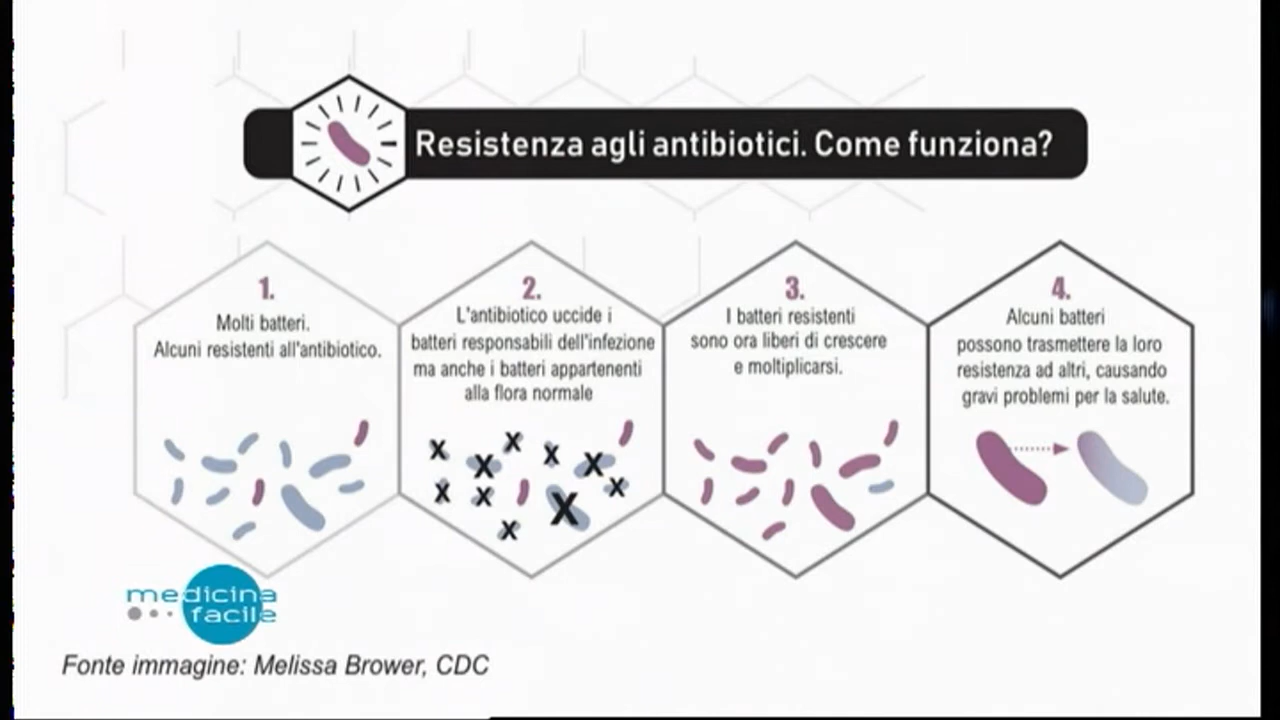 Resistenza agli antibiotici. Come funziona?
1.
Molti batteri.
Alcuni resistenti all'antibiotico.
2.
L'antibiotico uccide i
batteri responsabili dell'infezione
ma anche i batteri appartenenti
alla flora normale
X X X X X X X X X X
3.
I batteri resistenti
sono ora liberi di crescere
e moltiplicarsi.
4.
Alcuni batteri
possono trasmettere la loro
resistenza ad altri, causando
gravi problemi per la salute.
medicina
facile
Fonte immagine: Melissa Brower, CDC